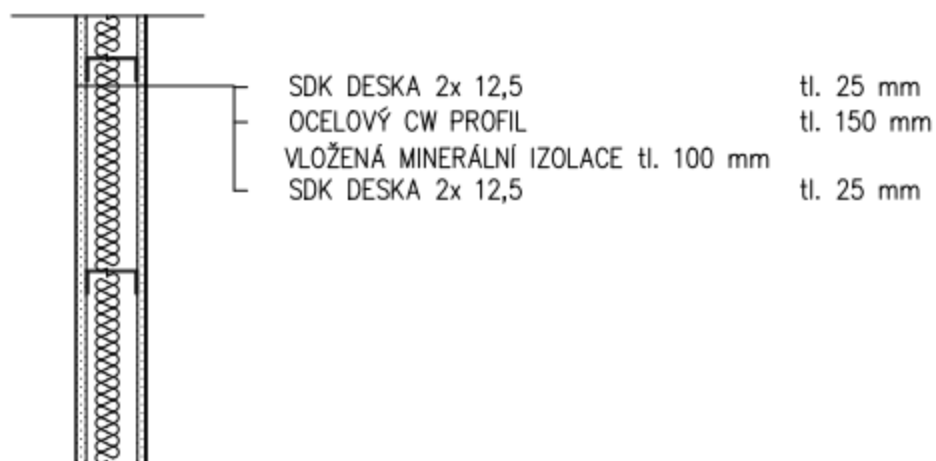 SDK DESKA 2x 12,5 tl. 25 mm
OCELOVÝ CW PROFIL tl. 150 mm
VLOŽENÁ MINERÁLNÍ IZOLACE tl. 100 mm
SDK DESKA 2x 12,5 tl. 25 mm